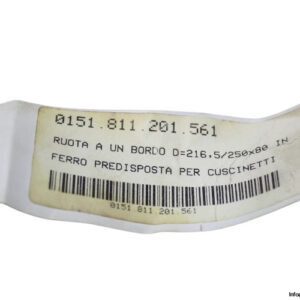 0151.811.201.561
RUOTA A UN BORDO D=216,5/250x80 IN
FERRO PREDISPOSTA PER CUSCINETTI
0151.811.201.561